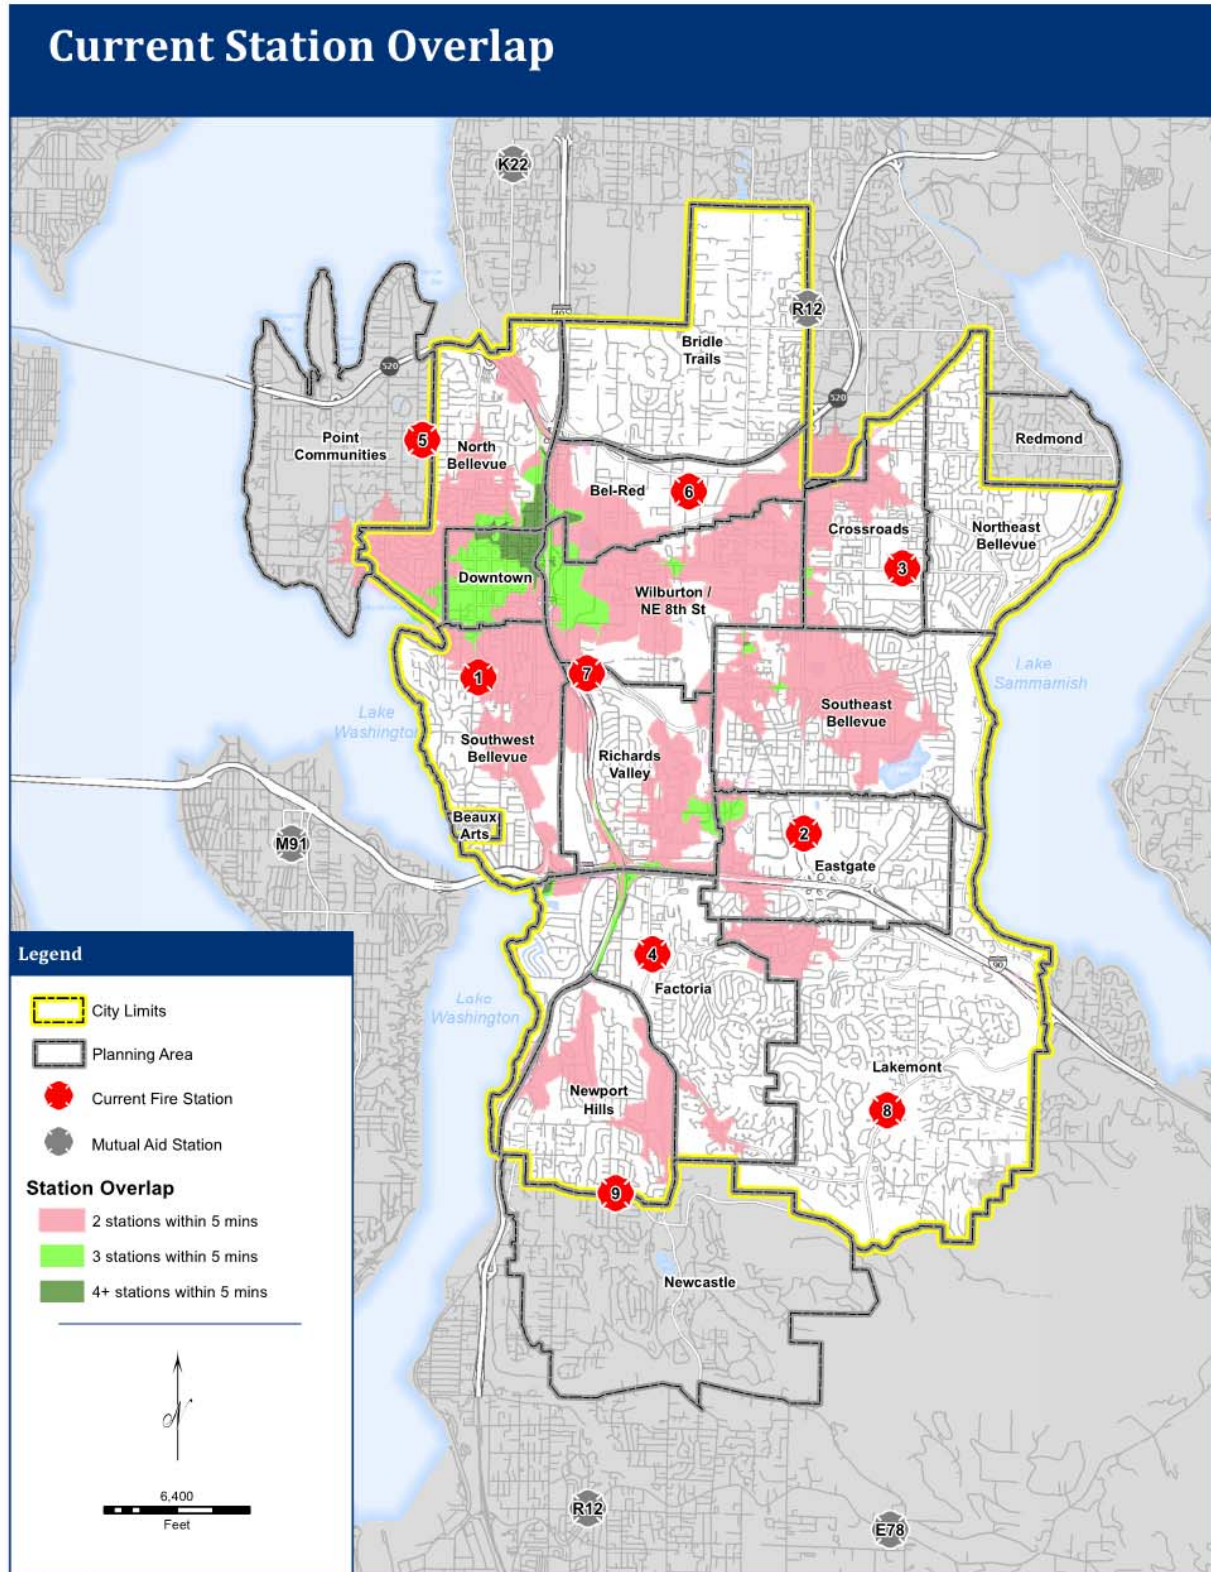 Current Station Overlap
K22
405
R12
Bridle
Trails
520
520
Point
Communities
5
North
Bellevue
Redmond
Bel-Red
6
Crossroads
Northeast
Bellevue
3
Downtown
Wilburton /
NE 8th St
1
7
Lake
Sammamish
Lake
Washington
Southeast
Bellevue
Southwest
Bellevue
Richards
Valley
Beaux
Arts
M91
2
Eastgate
4
Factoria
90
Lake
Washington
Lakemont
8
Newport
Hills
9
Newcastle
R12
E78
Legend
City Limits
Planning Area
Current Fire Station
Mutual Aid Station
Station Overlap
2 stations within 5 mins
3 stations within 5 mins
4+ stations within 5 mins
N
6,400
Feet